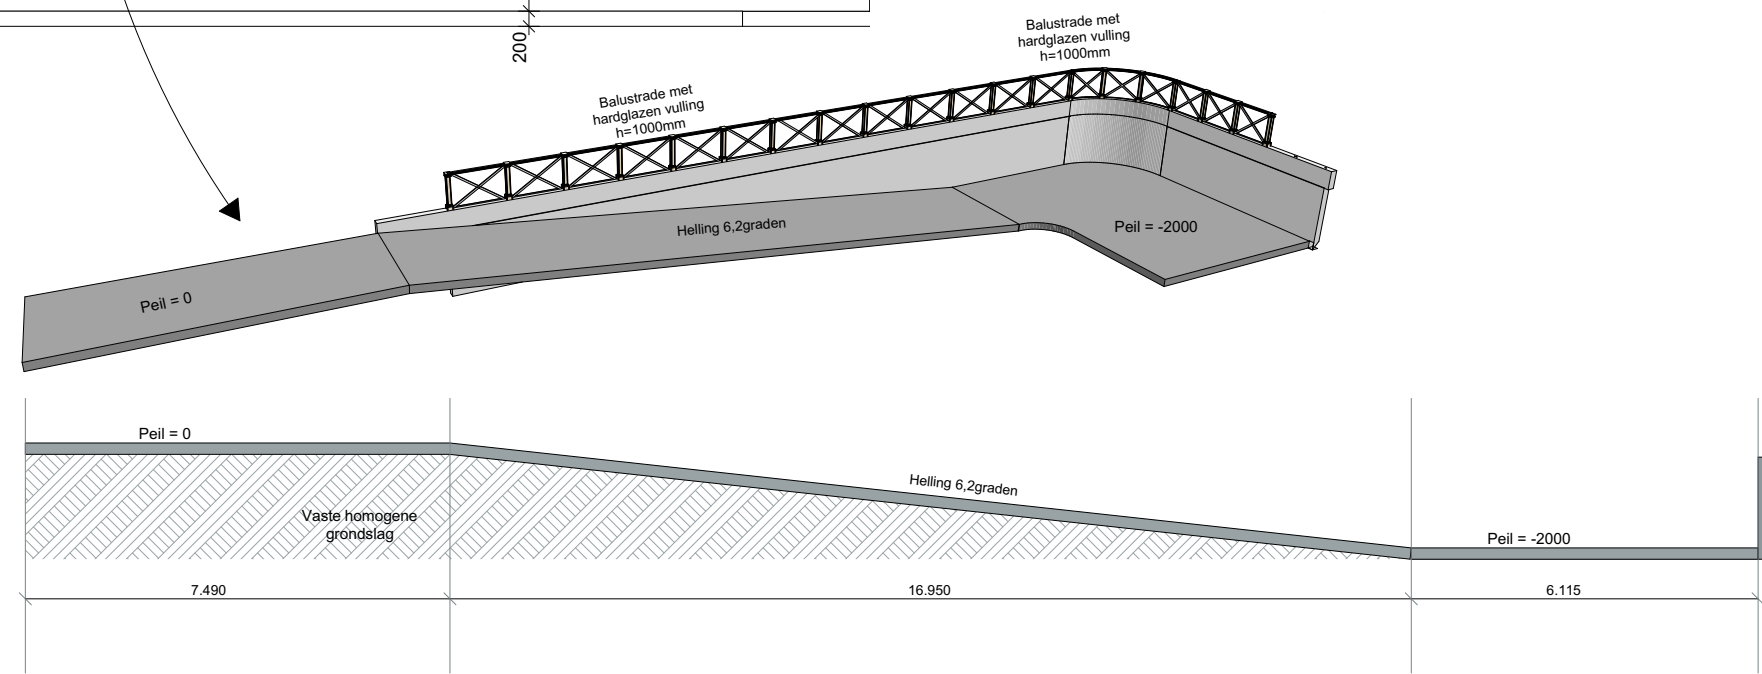 200
Balustrade met
hardglazen vulling
h=1000mm
Balustrade met
hardglazen vulling
h=1000mm
Helling 6,2graden
Peil = -2000
Peil = 0
Peil = 0
Helling 6,2graden
Vaste homogene
grondslag
Peil = -2000
7.490
16.950
6.115